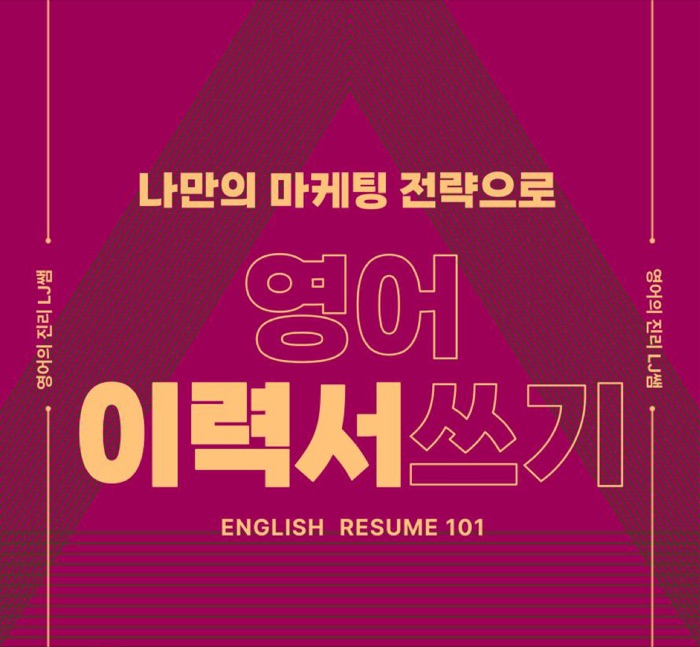 나만의 마케팅 전략으로
영어
이력서쓰기
ENGLISH RESUME 101
영어의 진리 LJ쌤
영어의 진리 LJ쌤